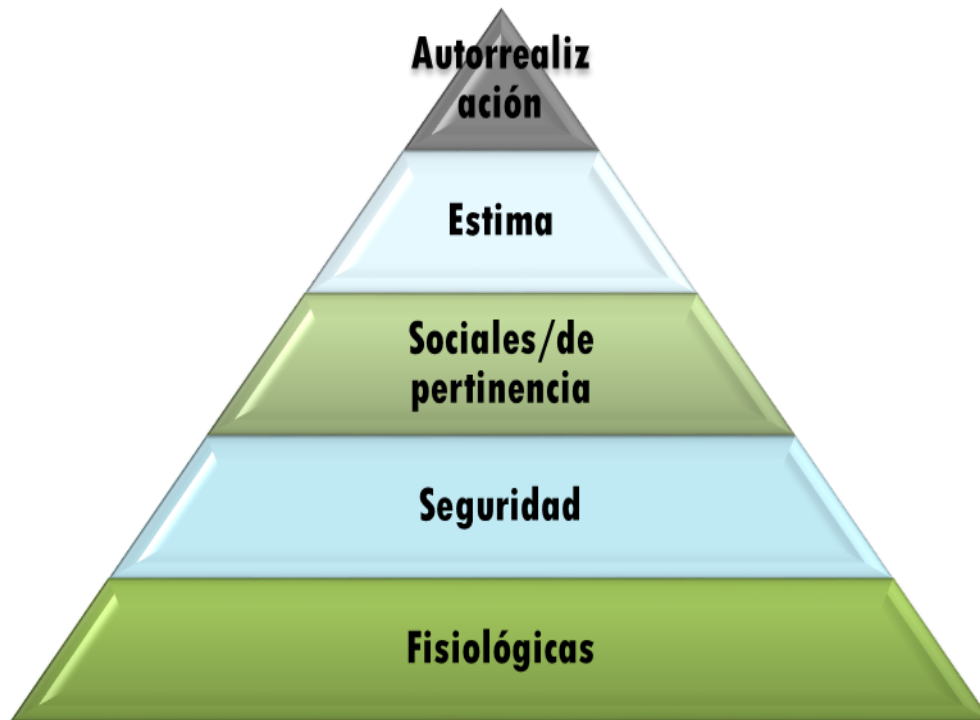 Autorrealiz
ación
Estima
Sociales/de
pertinencia
Seguridad
Fisiológicas